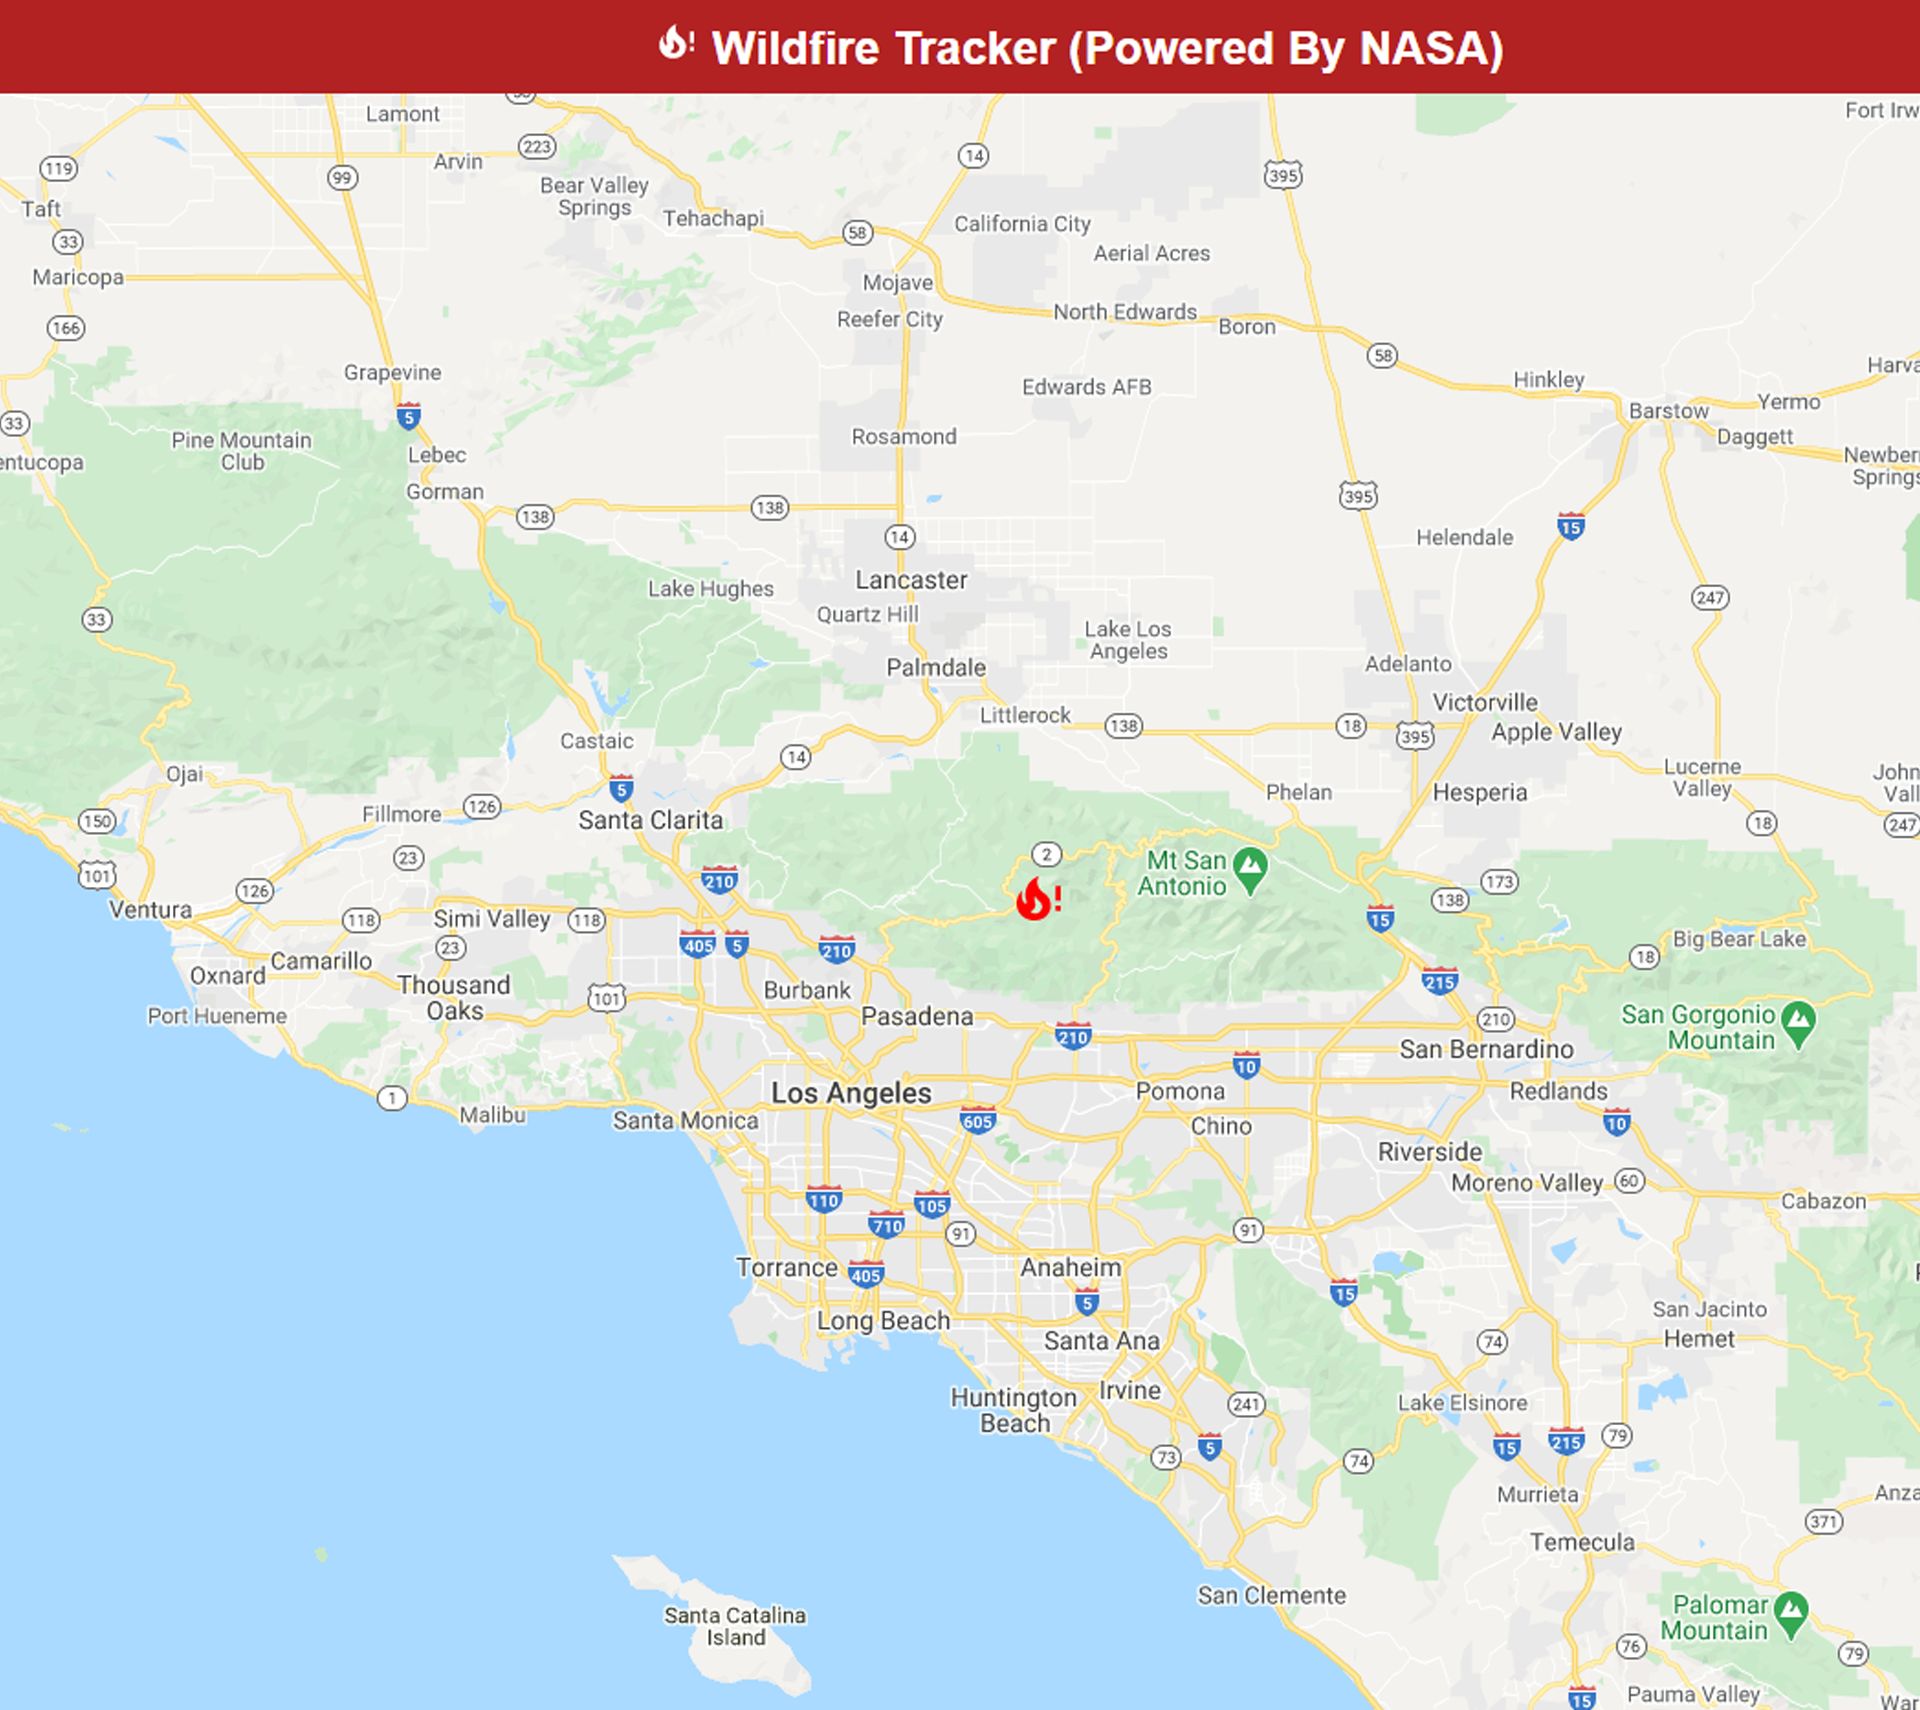 Wildfire Tracker (Powered By NASA)
Lamont
Fort Irw
119
99
Arvin
223
14
395
Bear Valley
Springs
Taft
Tehachapi
California City
33
58
Aerial Acres
Maricopa
Mojave
North Edwards
Reefer City
Boron
166
58
Harva
Grapevine
Edwards AFB
Hinkley
Yermo
5
Barstow
33
Pine Mountain
Club
Rosamond
Daggett
Lebec
entucopa
Newber
Springs
Gorman
138
138
395
15
14
Helendale
Lancaster
Lake Hughes
247
33
Quartz Hill
Lake Los
Angeles
Palmdale
Adelanto
Victorville
Littlerock
138
18
395
Apple Valley
Castaic
14
Lucerne
Valley
John
Vall
Ojai
5
Phelan
Hesperia
Fillmore
126
Santa Clarita
150
18
247
23
2
Mt San
Antonio
101
210
173
126
138
Ventura
118
Simi Valley
118
15
Big Bear Lake
23
405
5
210
18
Oxnard
Camarillo
Thousand
Oaks
101
Burbank
215
Port Hueneme
Pasadena
210
210
San Gorgonio
Mountain
San Bernardino
10
Los Angeles
Pomona
Redlands
1
Malibu
Santa Monica
605
Chino
10
Riverside
Moreno Valley
60
110
105
Cabazon
710
91
91
Torrance
405
Anaheim
15
5
Long Beach
San Jacinto
Santa Ana
74
Hemet
Huntington
Beach
Irvine
241
Lake Elsinore
73
5
74
15
215
79
Murrieta
Anza
371
Temecula
San Clemente
Santa Catalina
Island
Palomar
Mountain
76
79
15
Pauma Valley
War